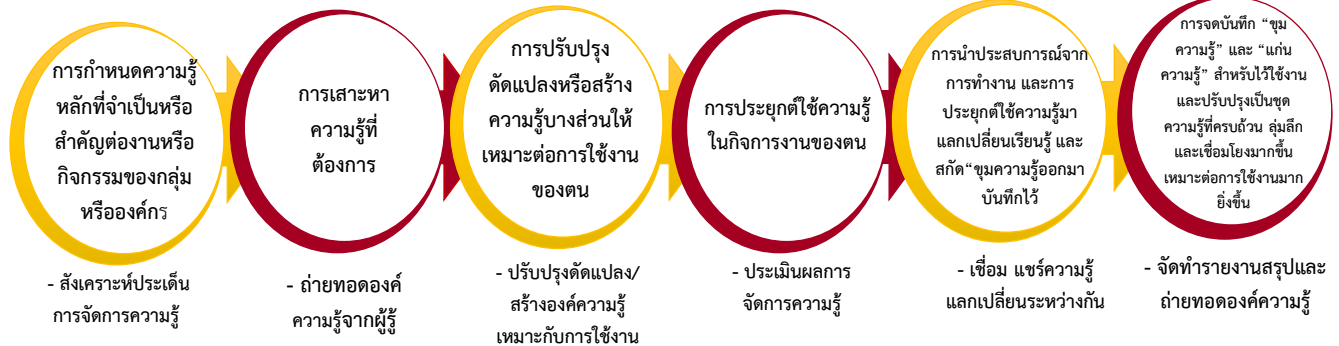 การกำหนดความรู้
หลักที่จำเป็นหรือ
สำคัญต่องานหรือ
กิจกรรมของกลุ่ม
หรือองค์กร
- สังเคราะห์ประเด็น
การจัดการความรู้
การเสาะหา
ความรู้ที่
ต้องการ
- ถ่ายทอดองค์
ความรู้จากผู้รู้
การปรับปรุง
ดัดแปลงหรือสร้าง
ความรู้บางส่วนให้
เหมาะต่อการใช้งาน
ของตน
- ปรับปรุงดัดแปลง/
สร้างองค์ความรู้
เหมาะกับการใช้งาน
การประยุกต์ใช้ความรู้
ในกิจการงานของตน
- ประเมินผลการ
จัดการความรู้
การนำประสบการณ์จาก
การทำงาน และการ
ประยุกต์ใช้ความรู้มา
แลกเปลี่ยนเรียนรู้ และ
สกัด“ขุมความรู้ออกมา
บันทึกไว้
- เชื่อม แชร์ความรู้
แลกเปลี่ยนระหว่างกัน
การจดบันทึก “ขุม
ความรู้” และ “แก่น
ความรู้” สำหรับไว้ใช้งาน
และปรับปรุงเป็นชุด
ความรู้ที่ครบถ้วน ลุ่มลึก
และเชื่อมโยงมากขึ้น
เหมาะต่อการใช้งานมาก
ยิ่งขึ้น
- จัดทำรายงานสรุปและ
ถ่ายทอดองค์ความรู้